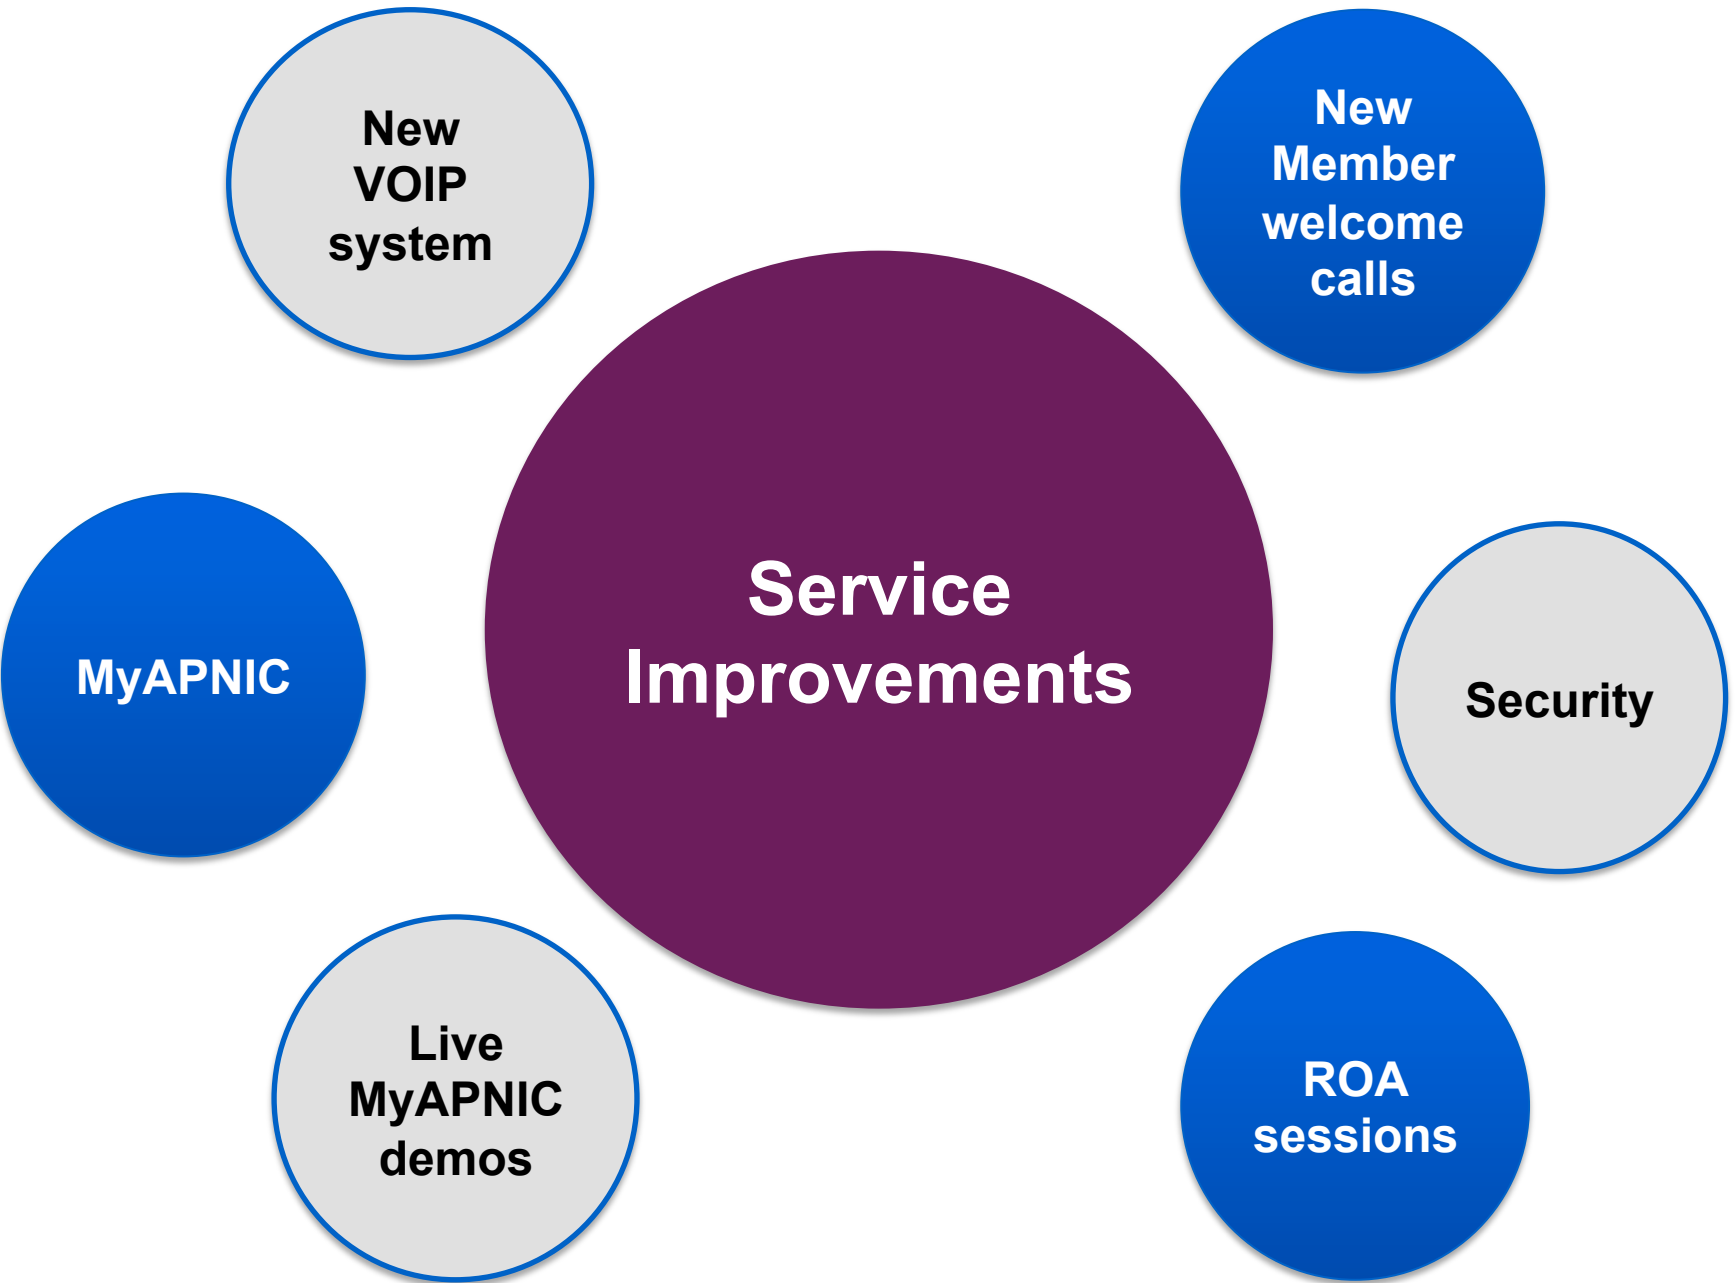 New
VOIP
system
New
Member
welcome
calls
Service
Improvements
MyAPNIC
Security
Live
MyAPNIC
demos
ROA
sessions